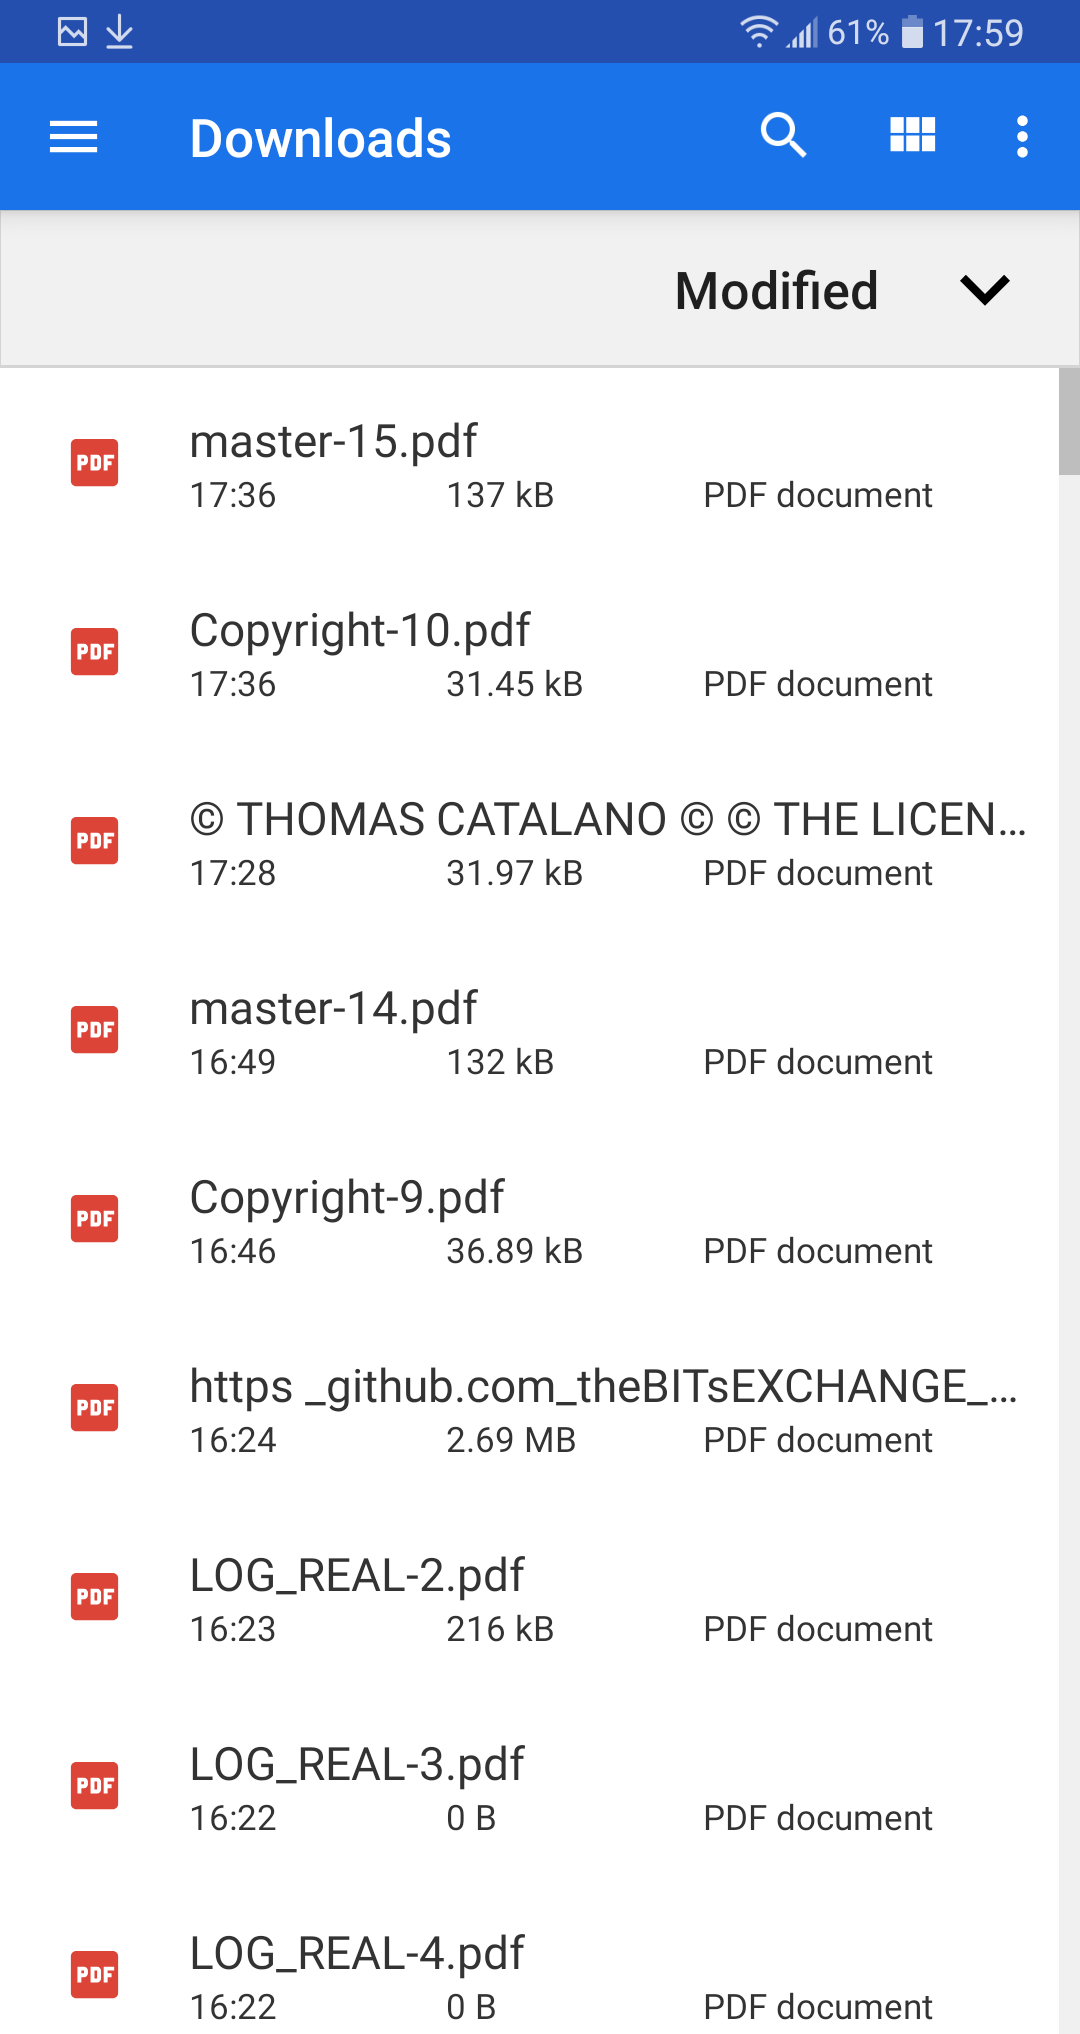 61% 17:59
Downloads
Modified
master-15.pdf
PDF
17:36 137 kB PDF document
Copyright-10.pdf
PDF
17:36 31.45 kB PDF document
© THOMAS CATALANO © © THE LICEN...
PDF
17:28 31.97 kB PDF document
master-14.pdf
PDF
16:49 132 kB PDF document
Copyright-9.pdf
PDF
16:46 36.89 kB PDF document
https _github.com_theBITsEXCHANGE_...
PDF
16:24 2.69 MB PDF document
LOG_REAL-2.pdf
PDF
16:23 216 kB PDF document
LOG_REAL-3.pdf
PDF
16:22 0 B PDF document
LOG_REAL-4.pdf
PDF
16:22 0 B PDF document